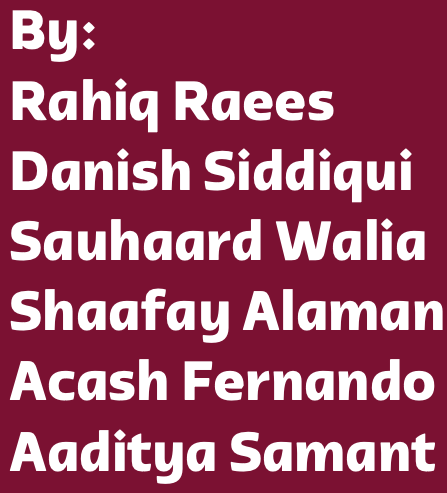 By:
Rahiq Raees
Danish Siddiqui
Sauhaard Walia
Shaafay Alaman
Acash Fernando
Aaditya Samant